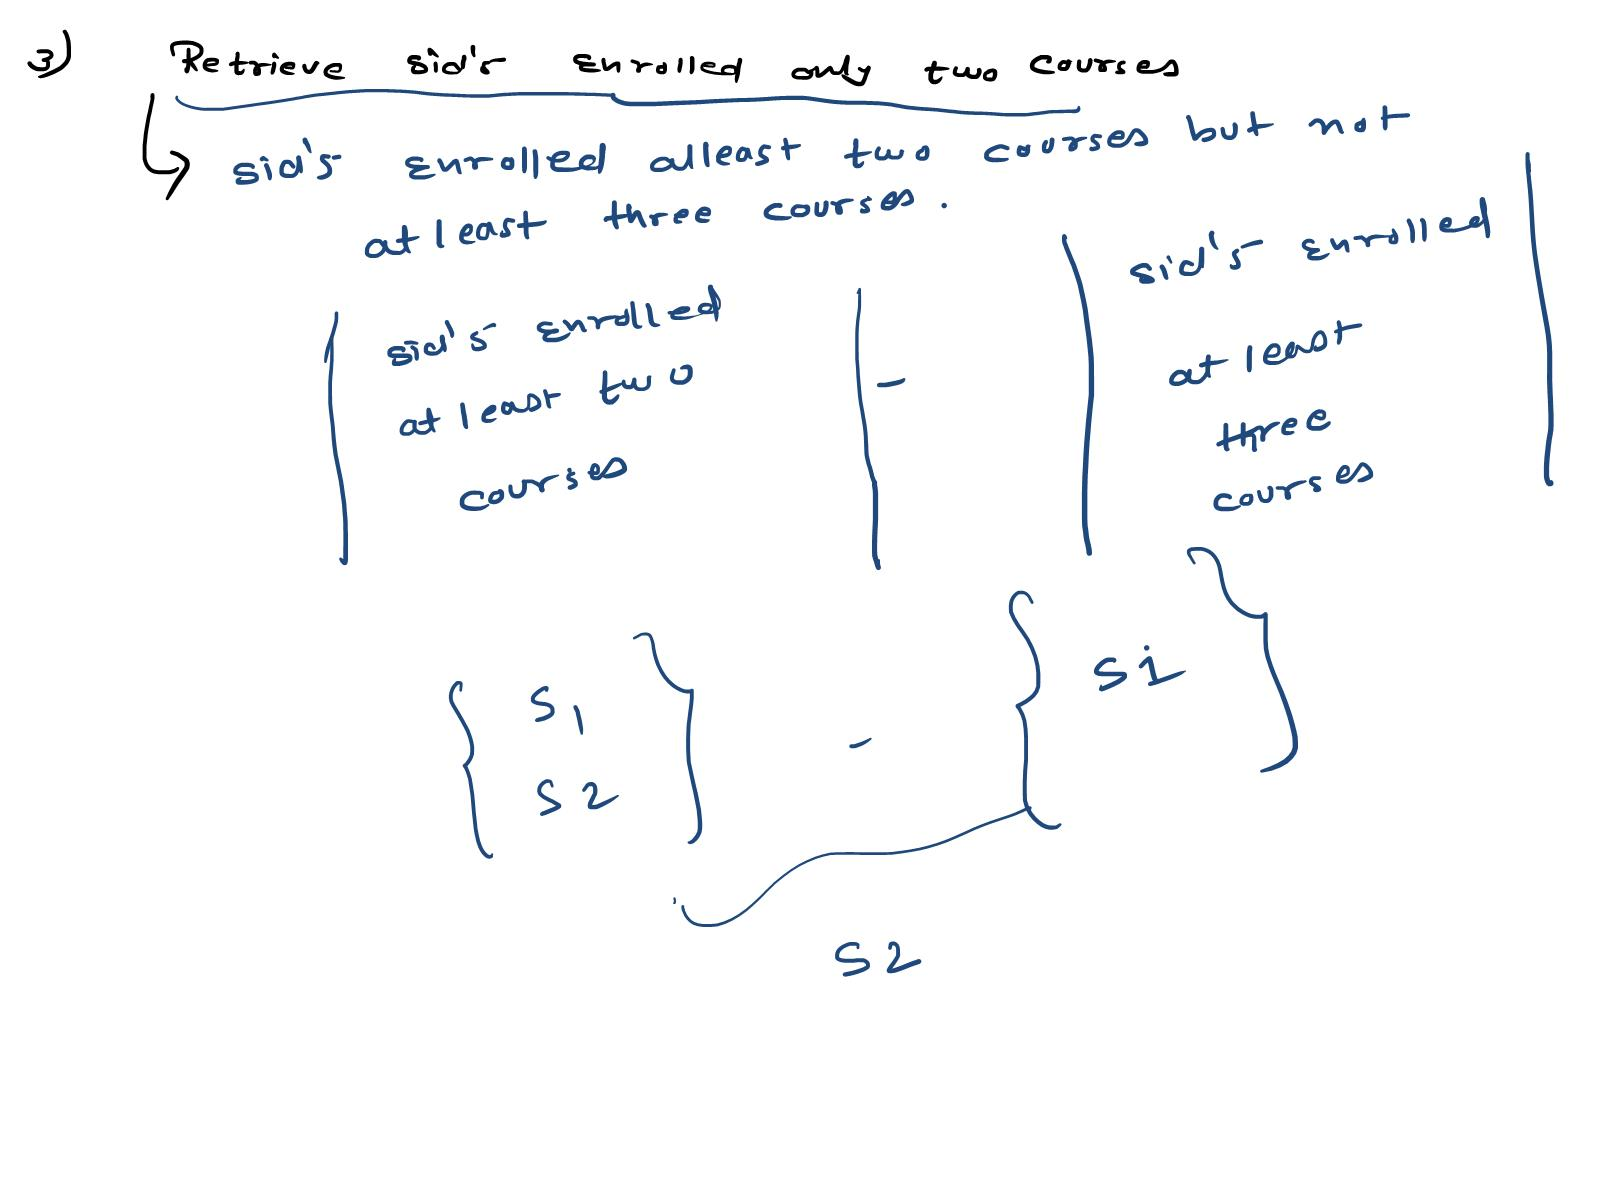 3) Retrieve sid's Enrolled only two courses
sid's Enrolled alleast two courses but not
at least three courses.
sid's Enrolled
at least two
courses
-
sid's Enrolled
at least
three
courses
{ S1
S2 }
-
{ S1 }
S2